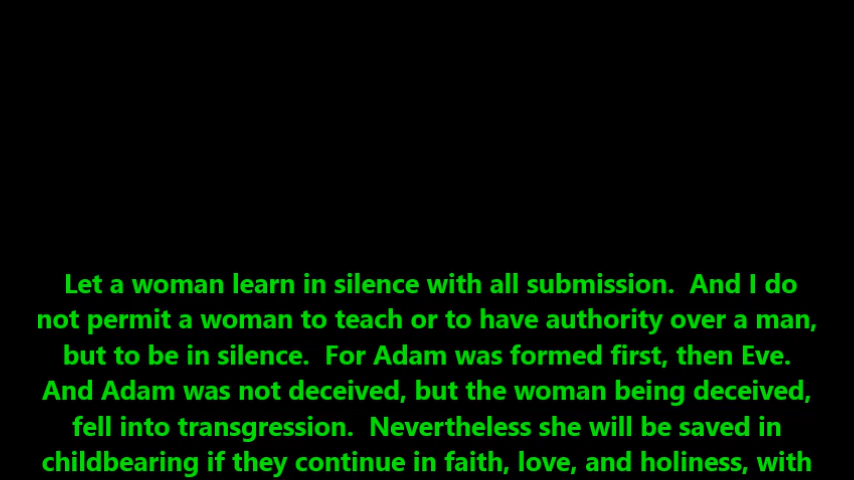 Let a woman learn in silence with all submission.  And I do
not permit a woman to teach or to have authority over a man,
but to be in silence.  For Adam was formed first, then Eve.
And Adam was not deceived, but the woman being deceived,
fell into transgression.  Nevertheless she will be saved in
childbearing if they continue in faith, love, and holiness, with